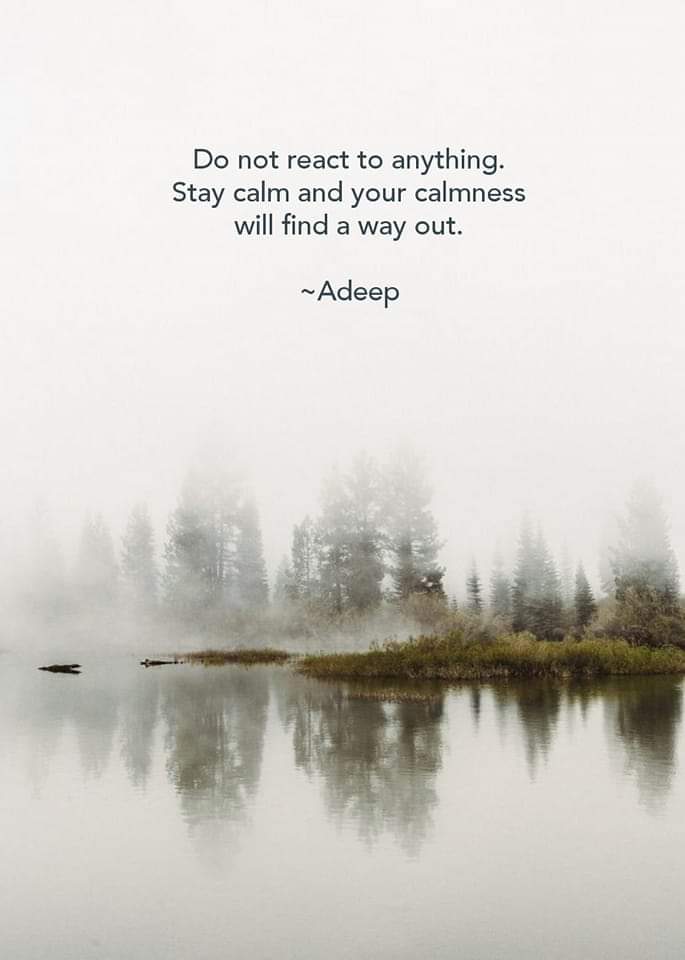 Do not react to anything.
Stay calm and your calmness
will find a way out.
~Adeep